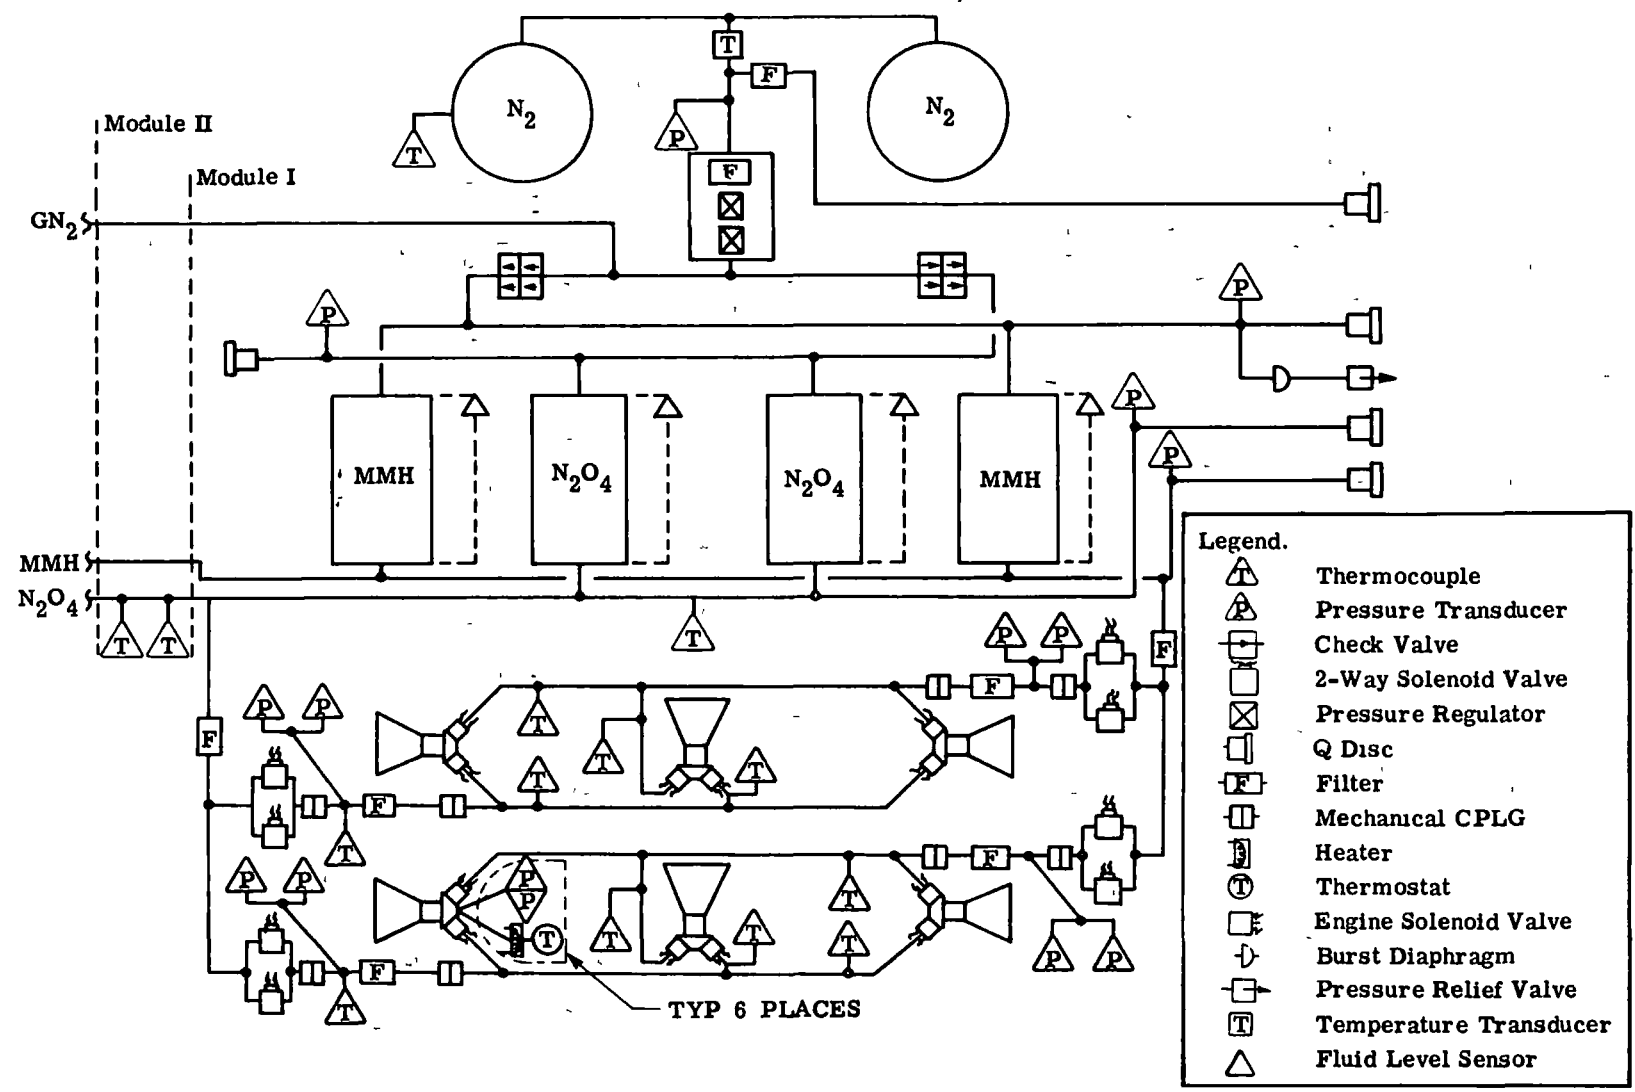 T
N2
N2
F
P
T
Module II
Module I
F
GN2
P
P
P
P
MMH
N2O4
N2O4
MMH
MMH
N2O4
T
T
T
P
P
F
F
P
P
T
T
T
F
T
F
T
P
P
P
P
F
P
P
T
T
T
T
T
F
T
P
P
TYP 6 PLACES
Legend.
T Thermocouple
P Pressure Transducer
Check Valve
2-Way Solenoid Valve
Pressure Regulator
Q Disc
F Filter
Mechanical CPLG
Heater
T Thermostat
Engine Solenoid Valve
Burst Diaphragm
Pressure Relief Valve
T Temperature Transducer
Fluid Level Sensor